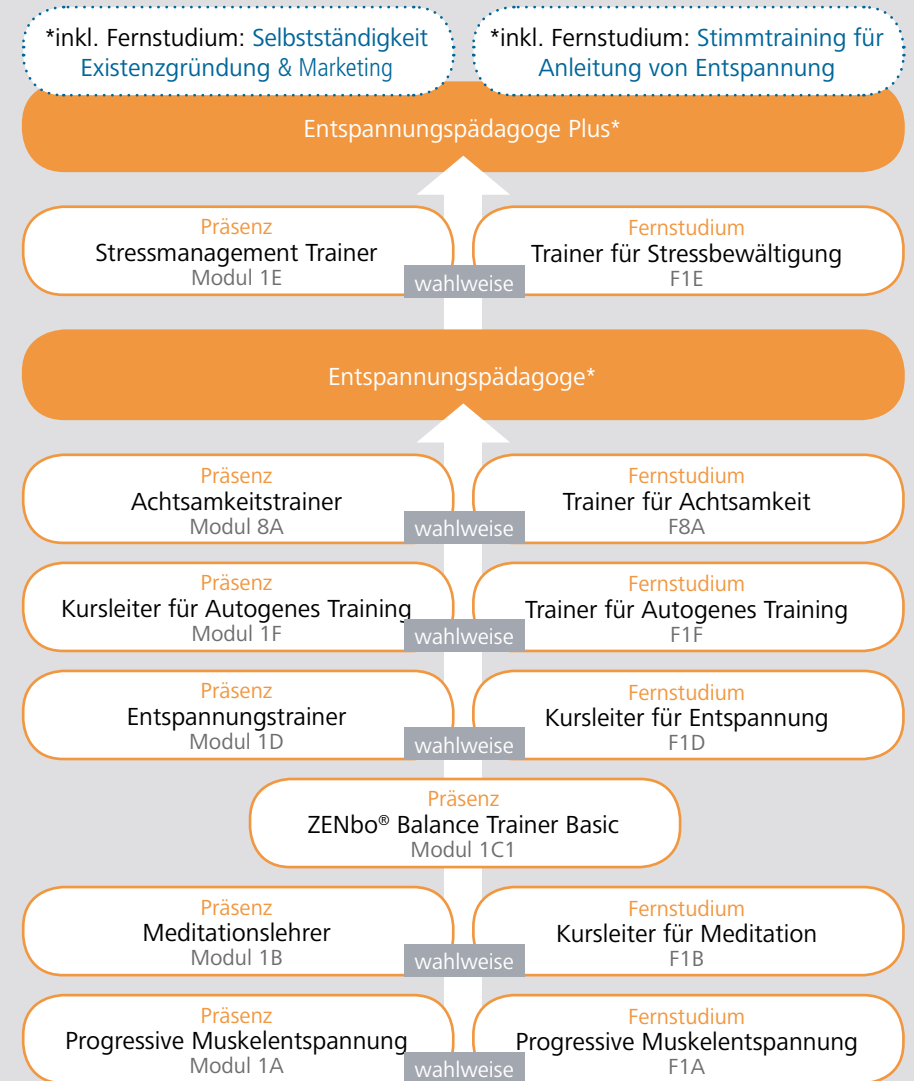 *inkl. Fernstudium: Selbstständigkeit
Existenzgründung & Marketing
*inkl. Fernstudium: Stimmtraining für
Anleitung von Entspannung
Entspannungspädagoge Plus*
Präsenz
Stressmanagement Trainer
Modul 1E
wahlweise
Fernstudium
Trainer für Stressbewältigung
F1E
Entspannungspädagoge*
Präsenz
Achtsamkeitstrainer
Modul 8A
wahlweise
Fernstudium
Trainer für Achtsamkeit
F8A
Präsenz
Kursleiter für Autogenes Training
Modul 1F
wahlweise
Fernstudium
Trainer für Autogenes Training
F1F
Präsenz
Entspannungstrainer
Modul 1D
wahlweise
Fernstudium
Kursleiter für Entspannung
F1D
Präsenz
ZENbo® Balance Trainer Basic
Modul 1C1
Präsenz
Meditationslehrer
Modul 1B
wahlweise
Fernstudium
Kursleiter für Meditation
F1B
Präsenz
Progressive Muskelentspannung
Modul 1A
wahlweise
Fernstudium
Progressive Muskelentspannung
F1A